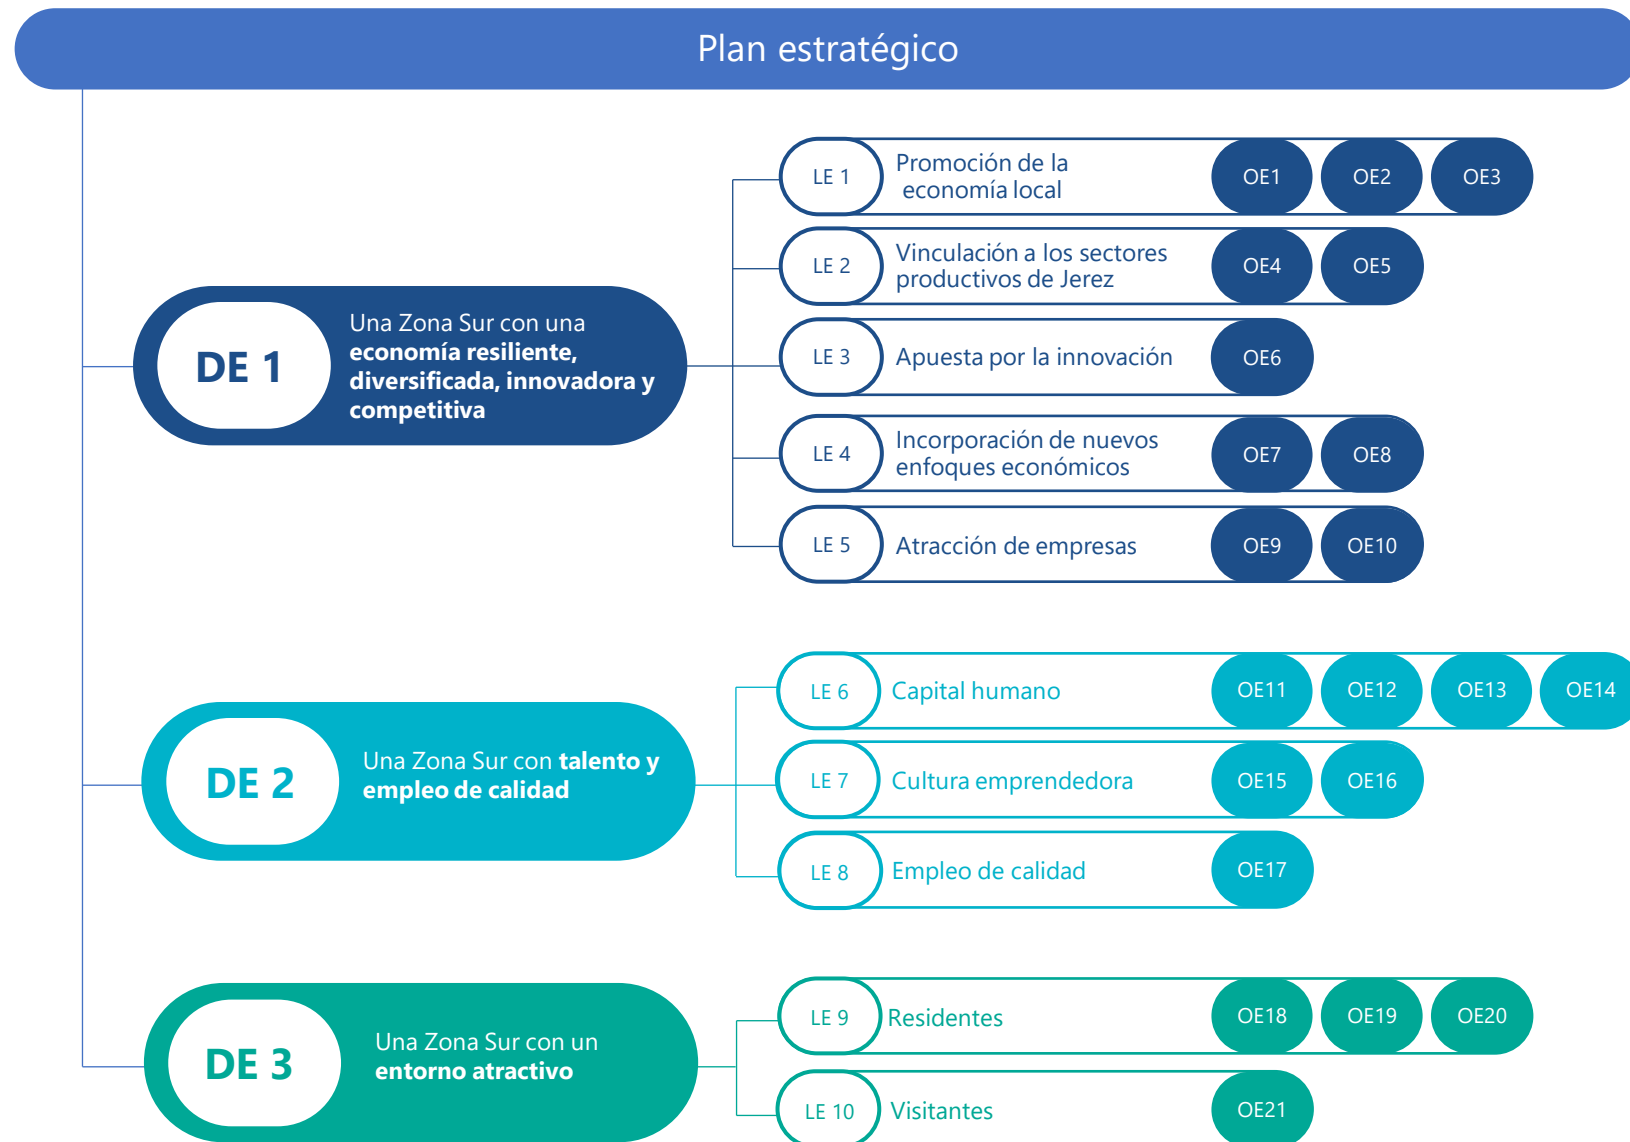 Plan estratégico
DE 1
Una Zona Sur con una
economía resiliente,
diversificada, innovadora y
competitiva
LE 1
Promoción de la
economía local
OE1
OE2
OE3
LE 2
Vinculación a los sectores
productivos de Jerez
OE4
OE5
LE 3
Apuesta por la innovación
OE6
LE 4
Incorporación de nuevos
enfoques económicos
OE7
OE8
LE 5
Atracción de empresas
OE9
OE10
DE 2
Una Zona Sur con talento y
empleo de calidad
LE 6
Capital humano
OE11
OE12
OE13
OE14
LE 7
Cultura emprendedora
OE15
OE16
LE 8
Empleo de calidad
OE17
DE 3
Una Zona Sur con un
entorno atractivo
LE 9
Residentes
OE18
OE19
OE20
LE 10
Visitantes
OE21